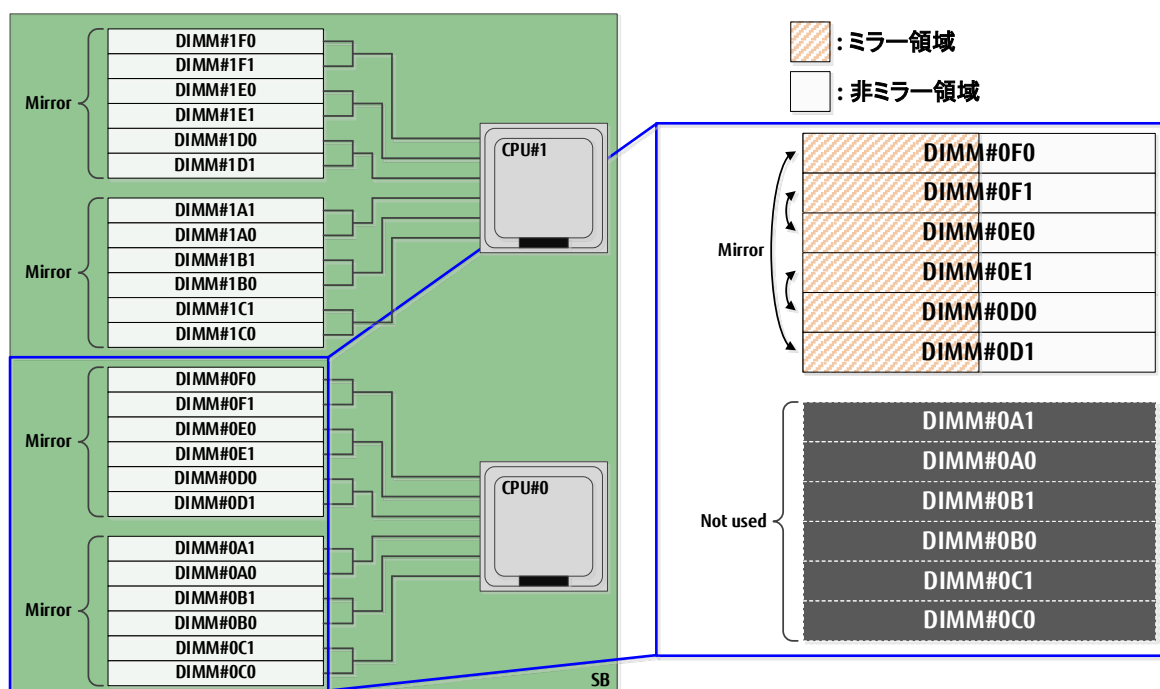 Mirror
DIMM#1F0
DIMM#1F1
DIMM#1E0
DIMM#1E1
DIMM#1D0
DIMM#1D1
Mirror
DIMM#1A1
DIMM#1A0
DIMM#1B1
DIMM#1B0
DIMM#1C1
DIMM#1C0
CPU#1
Mirror
DIMM#0F0
DIMM#0F1
DIMM#0E0
DIMM#0E1
DIMM#0D0
DIMM#0D1
Mirror
DIMM#0A1
DIMM#0A0
DIMM#0B1
DIMM#0B0
DIMM#0C1
DIMM#0C0
CPU#0
SB
: ミラー領域
: 非ミラー領域
Mirror
DIMM#0F0
DIMM#0F1
DIMM#0E0
DIMM#0E1
DIMM#0D0
DIMM#0D1
Not used
DIMM#0A1
DIMM#0A0
DIMM#0B1
DIMM#0B0
DIMM#0C1
DIMM#0C0